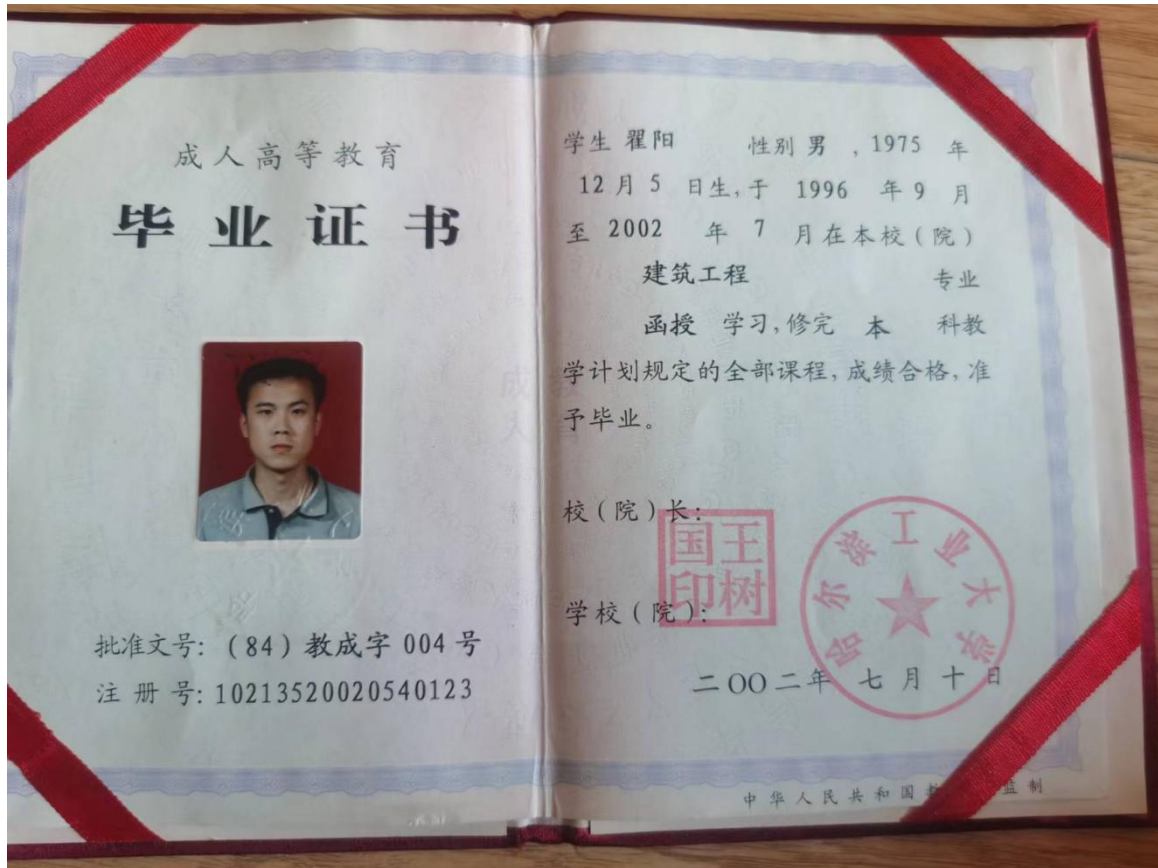 成人高等教育
毕业证书
批准文号:(84)教成字 004 号
注 册 号: 10213520020540123
学生 翟阳 性别 男 , 1975 年
12 月 5 日生, 于 1996 年 9 月
至 2002 年 7 月在本校(院)
建筑工程 专业
函授 学习, 修完 本 科教
学计划规定的全部课程, 成绩合格, 准
予毕业。
校(院)长:
王树国印
学校(院):
哈尔滨工业大学
二〇〇二年 七月十日
中华人民共和国 监制